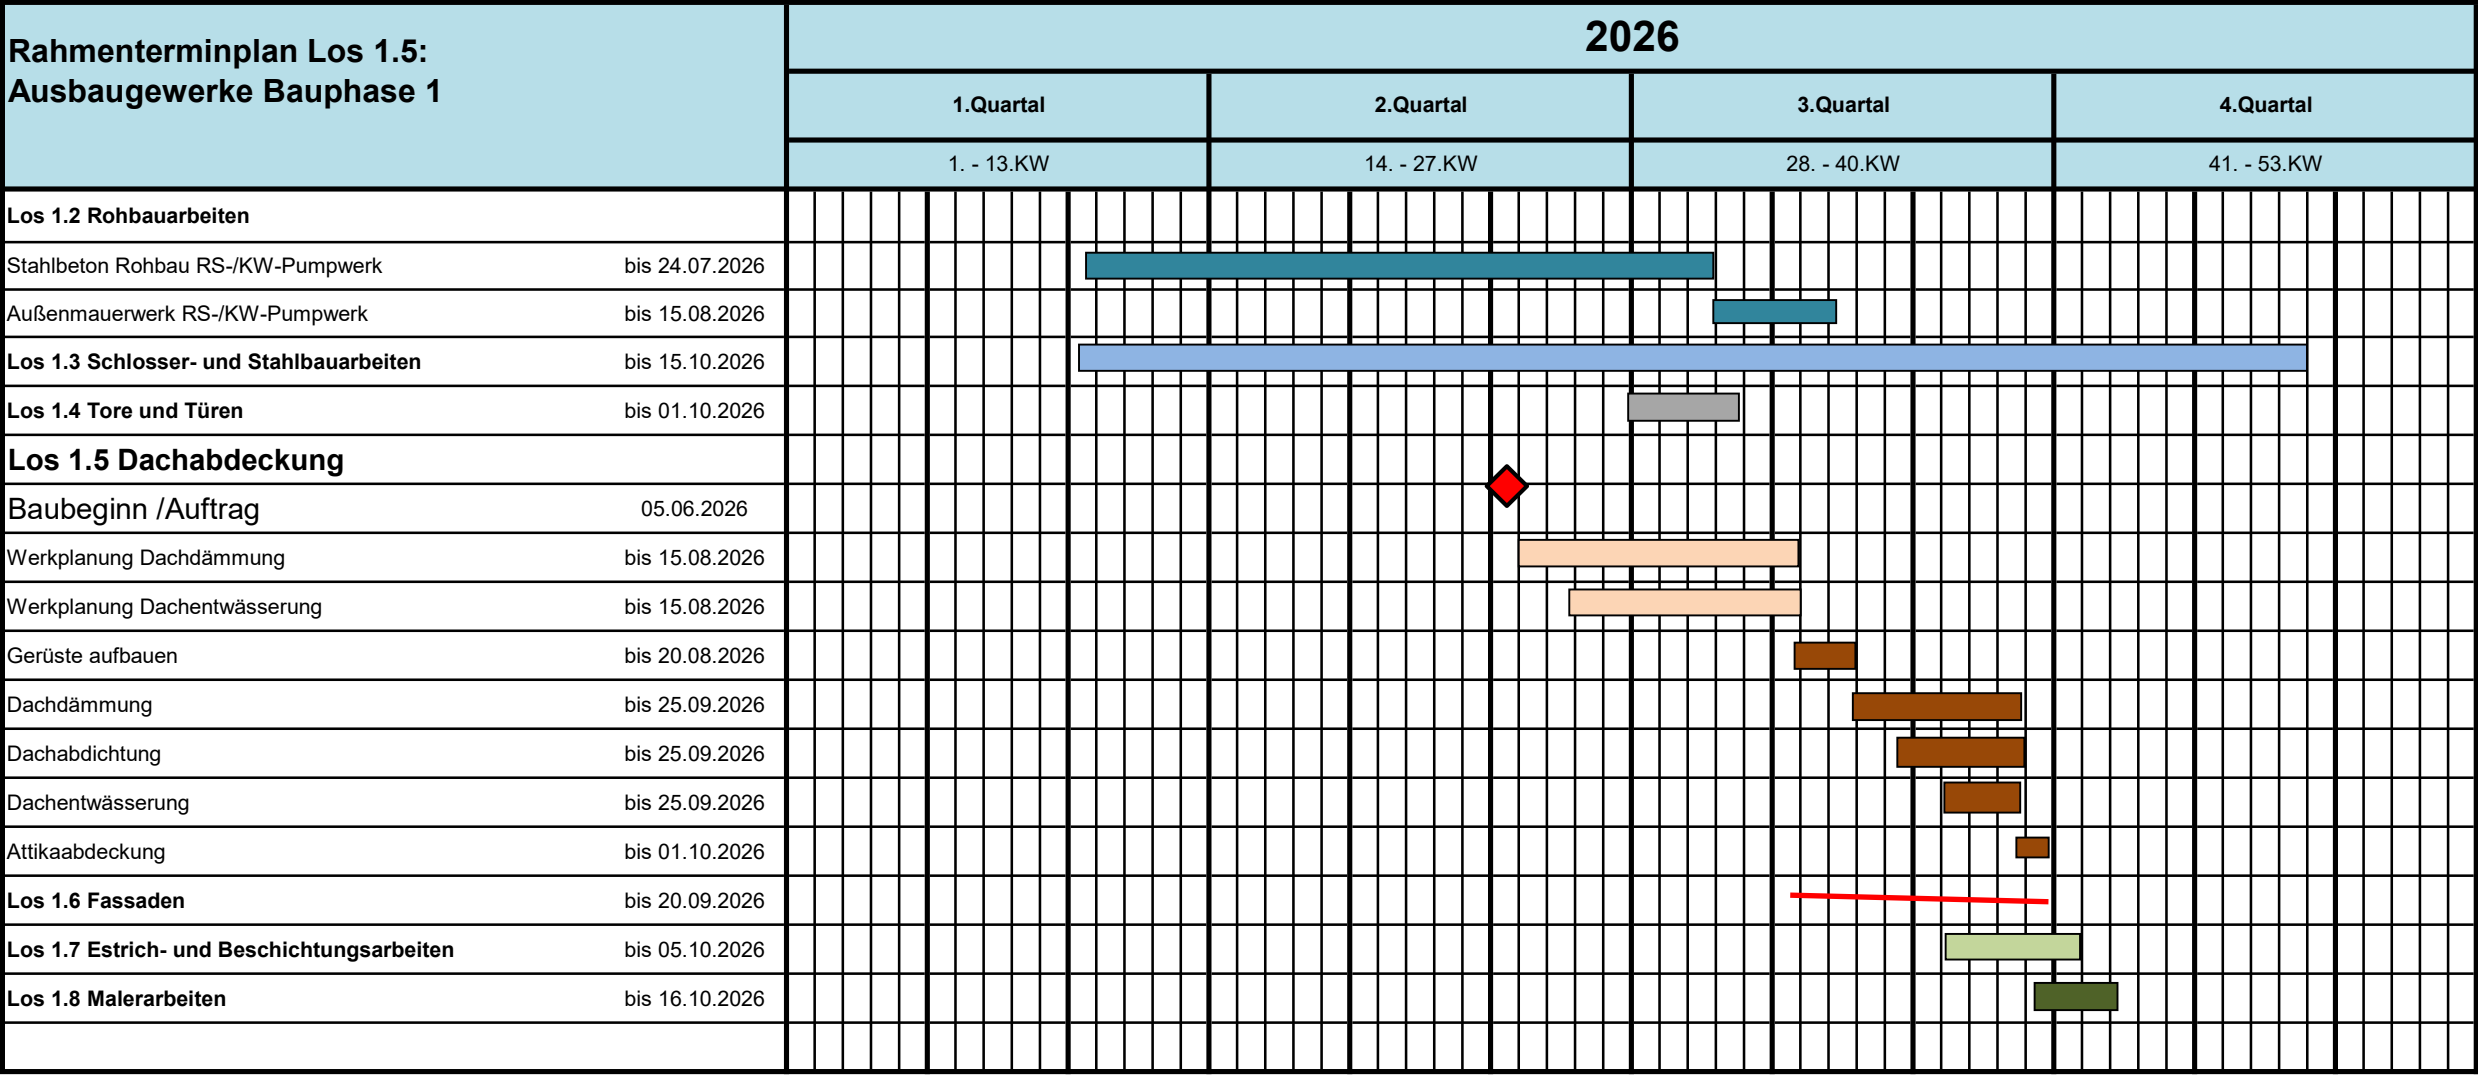 Rahmenterminplan Los 1.5:
Ausbaugewerke Bauphase 1
2026
1.Quartal 2.Quartal 3.Quartal 4.Quartal
1. - 13.KW 14. - 27.KW 28. - 40.KW 41. - 53.KW
Los 1.2 Rohbauarbeiten
Stahlbeton Rohbau RS-/KW-Pumpwerk bis 24.07.2026
Außenmauerwerk RS-/KW-Pumpwerk bis 15.08.2026
Los 1.3 Schlosser- und Stahlbauarbeiten bis 15.10.2026
Los 1.4 Tore und Türen bis 01.10.2026
Los 1.5 Dachabdeckung
Baubeginn /Auftrag 05.06.2026
Werkplanung Dachdämmung bis 15.08.2026
Werkplanung Dachentwässerung bis 15.08.2026
Gerüste aufbauen bis 20.08.2026
Dachdämmung bis 25.09.2026
Dachabdichtung bis 25.09.2026
Dachentwässerung bis 25.09.2026
Attikaabdeckung bis 01.10.2026
Los 1.6 Fassaden bis 20.09.2026
Los 1.7 Estrich- und Beschichtungsarbeiten bis 05.10.2026
Los 1.8 Malerarbeiten bis 16.10.2026